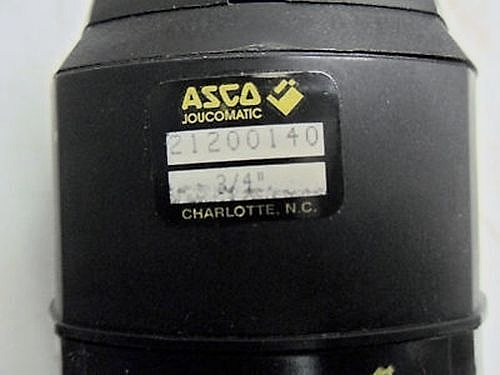 ASCO
JOUCOMATIC
21200140
3/4"
CHARLOTTE, N.C.